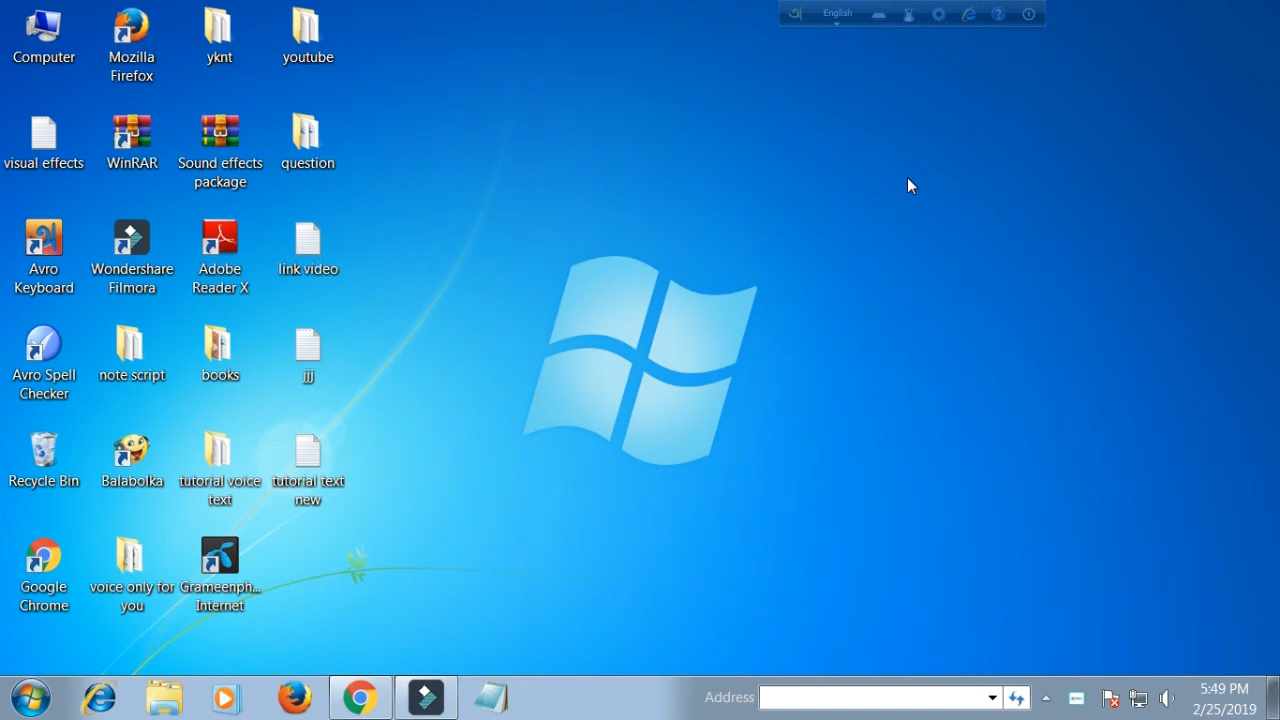 English
Computer
Mozilla
Firefox
yknt
youtube
visual effects
WinRAR
Sound effects
package
question
Avro
Keyboard
Wondershare
Filmora
Adobe
Reader X
link video
Avro Spell
Checker
note script
books
jjj
Recycle Bin
Balabolka
tutorial voice
text
tutorial text
new
Google
Chrome
voice only for
you
Grameenph...
Internet
Address
5:49 PM
2/25/2019